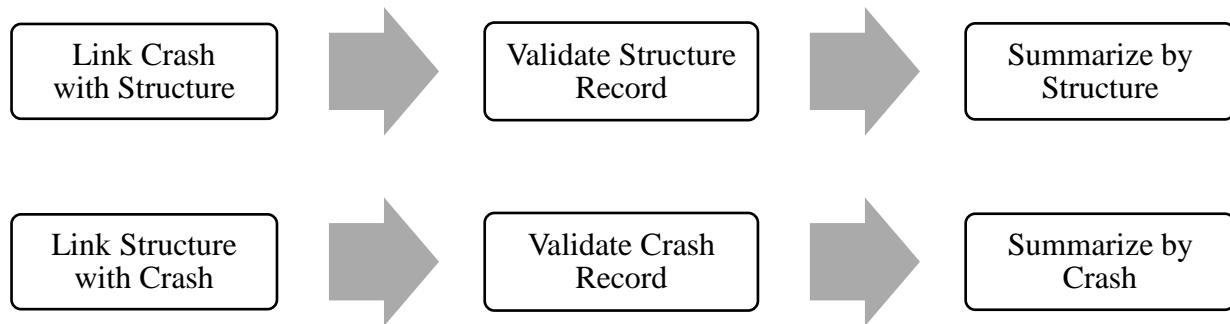 Link Crash
with Structure
Validate Structure
Record
Summarize by
Structure
Link Structure
with Crash
Validate Crash
Record
Summarize by
Crash